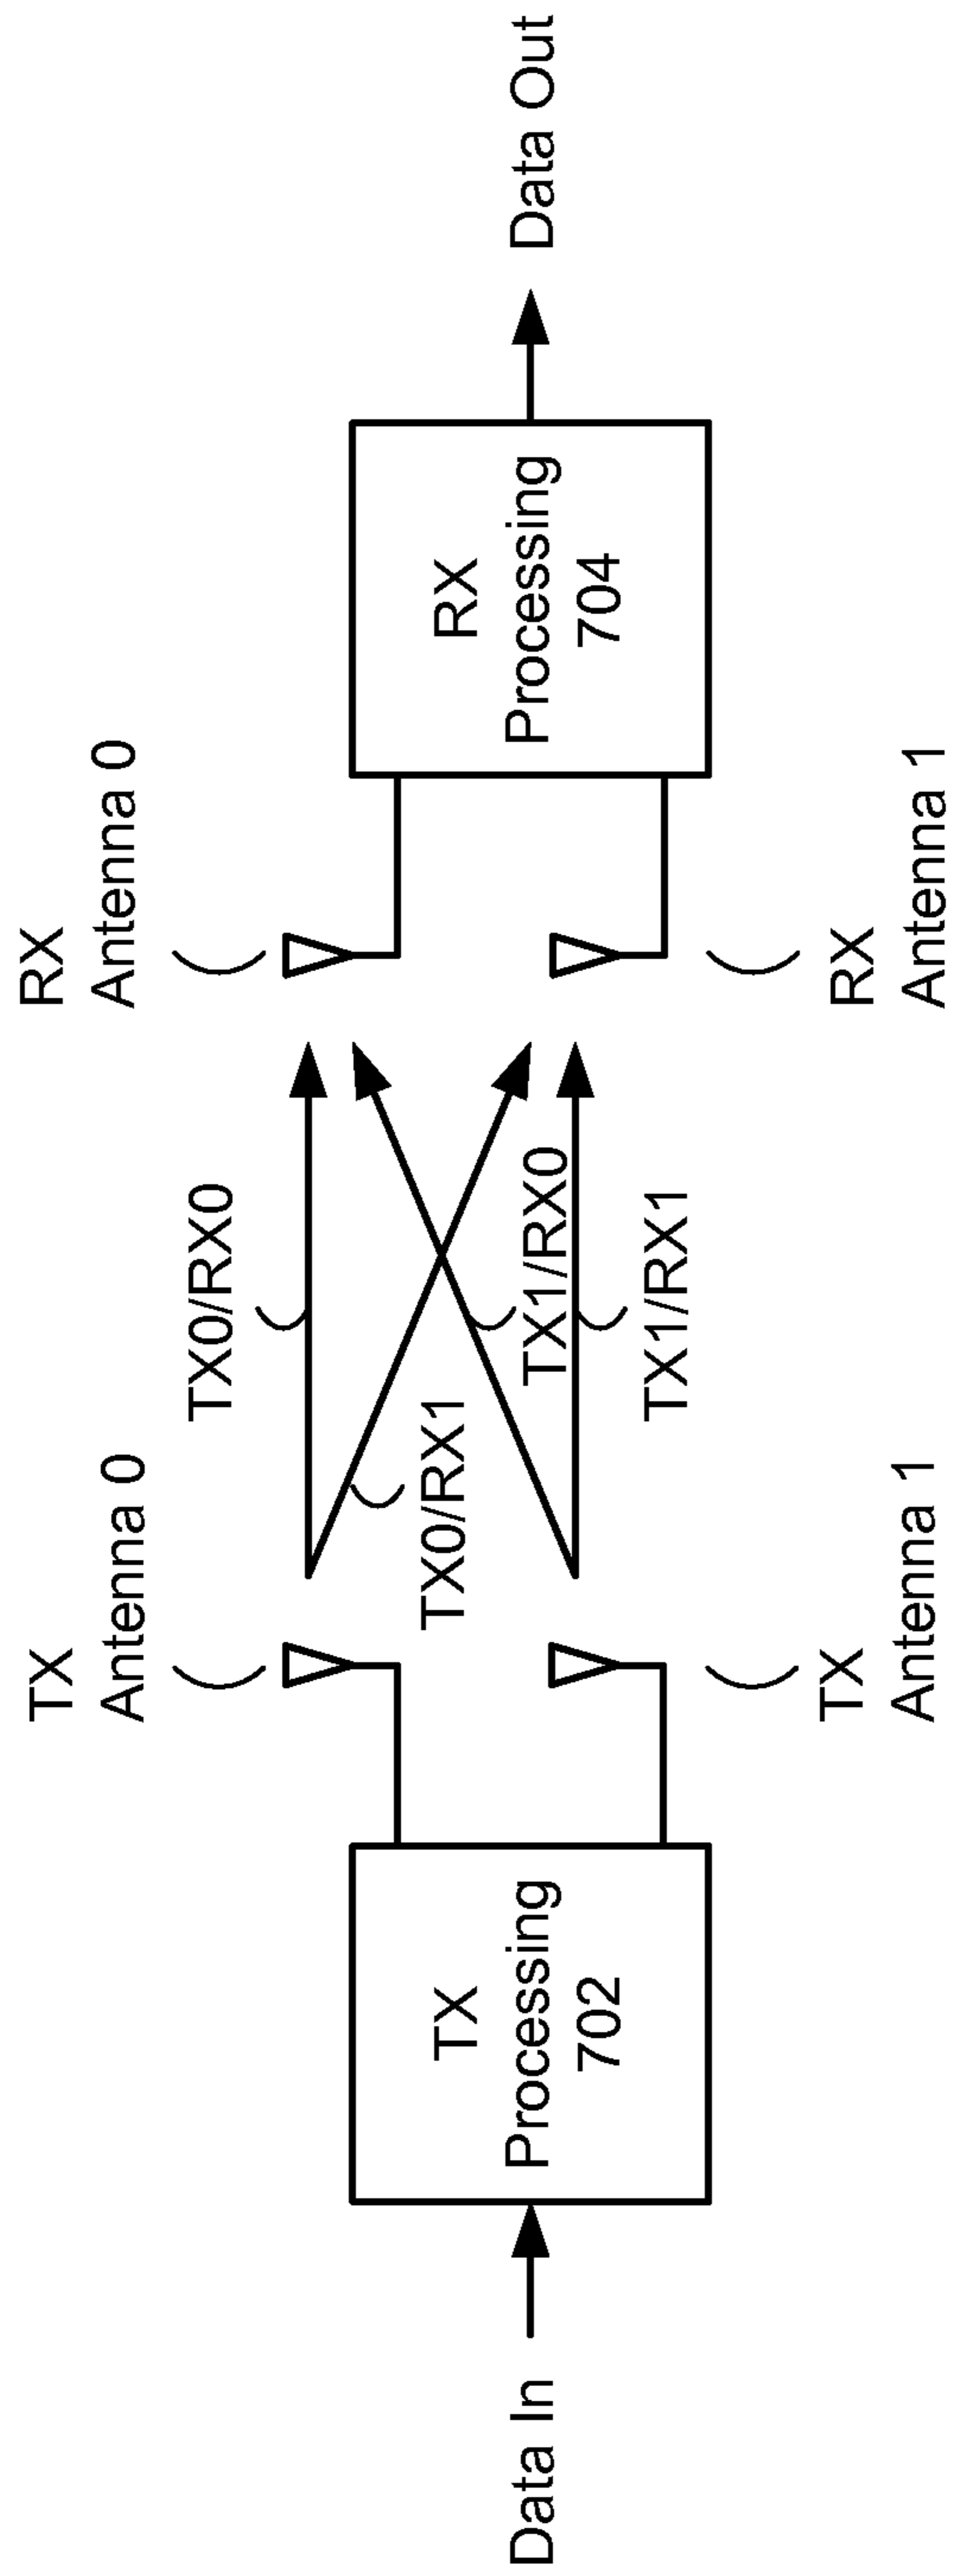 Data In
TX
Processing
702
TX
Antenna 0
TX
Antenna 1
TX0/RX0
TX0/RX1
TX1/RX0
TX1/RX1
RX
Antenna 0
RX
Antenna 1
RX
Processing
704
Data Out